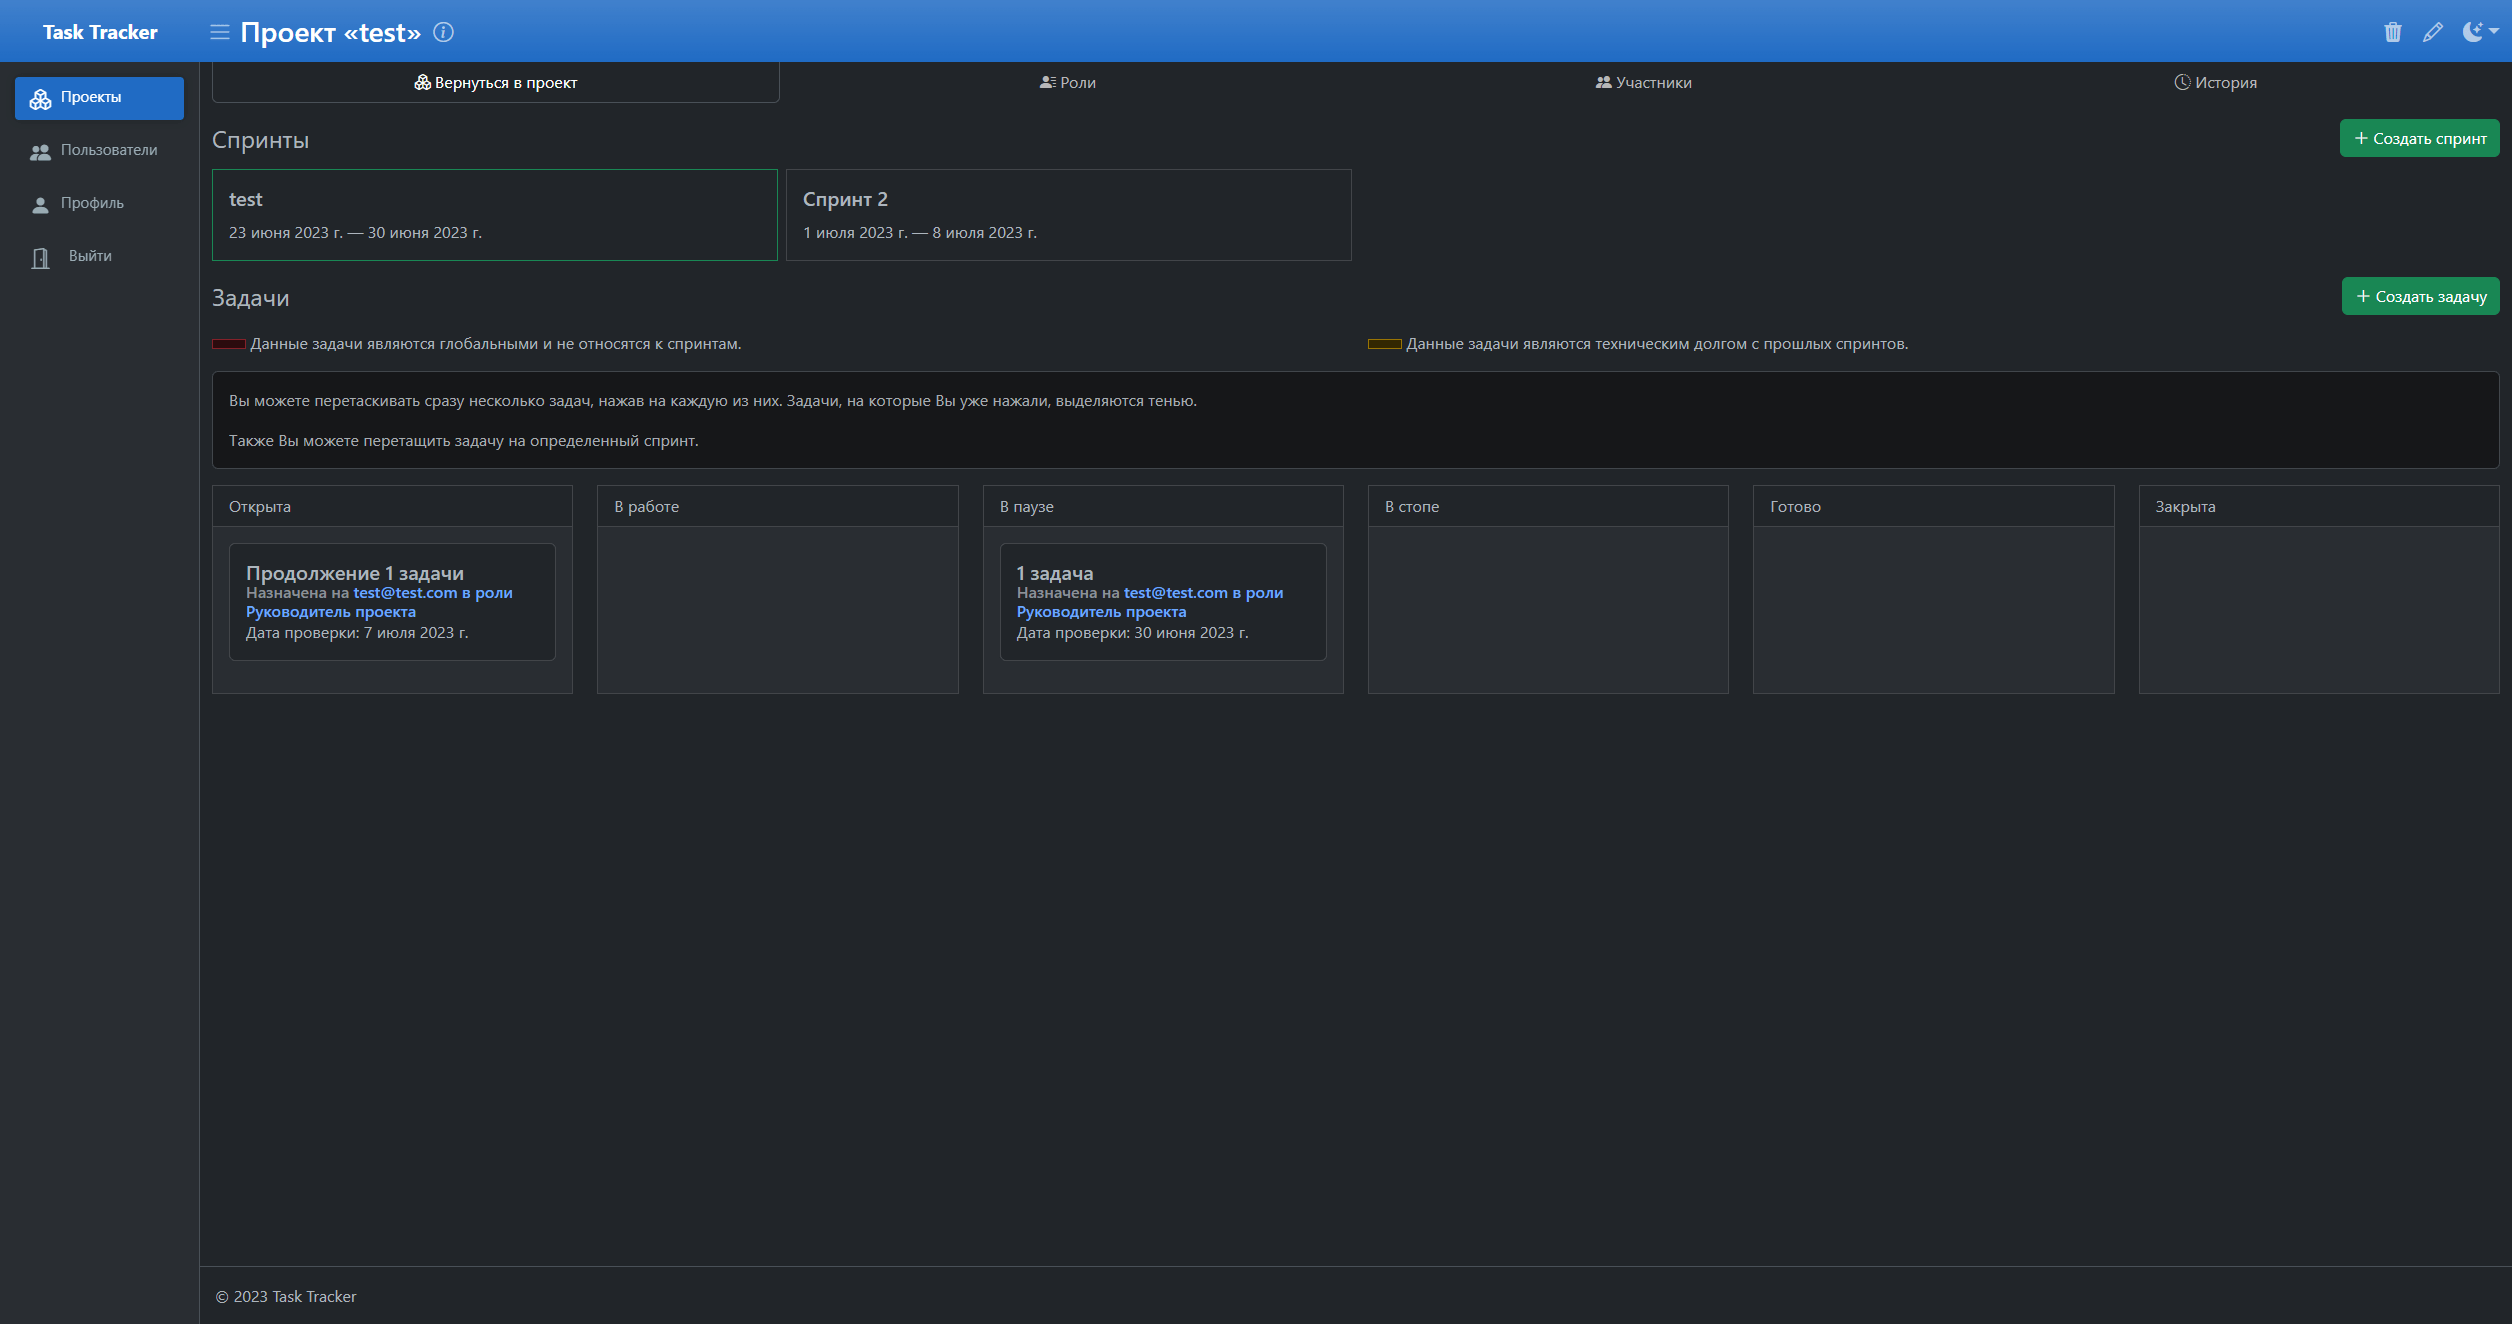 Task Tracker
Проект «test»
Проекты
Пользователи
Профиль
Выйти
Вернуться в проект
Роли
Участники
История
Спринты
Создать спринт
test
23 июня 2023 г. — 30 июня 2023 г.
Спринт 2
1 июля 2023 г. — 8 июля 2023 г.
Задачи
Создать задачу
Данные задачи являются глобальными и не относятся к спринтам.
Данные задачи являются техническим долгом с прошлых спринтов.
Вы можете перетаскивать сразу несколько задач, нажав на каждую из них. Задачи, на которые Вы уже нажали, выделяются тенью.
Также Вы можете перетащить задачу на определенный спринт.
Открыта
Продолжение 1 задачи
Назначена на test@test.com в роли
Руководитель проекта
Дата проверки: 7 июля 2023 г.
В работе
В паузе
1 задача
Назначена на test@test.com в роли
Руководитель проекта
Дата проверки: 30 июня 2023 г.
В стопе
Готово
Закрыта
© 2023 Task Tracker